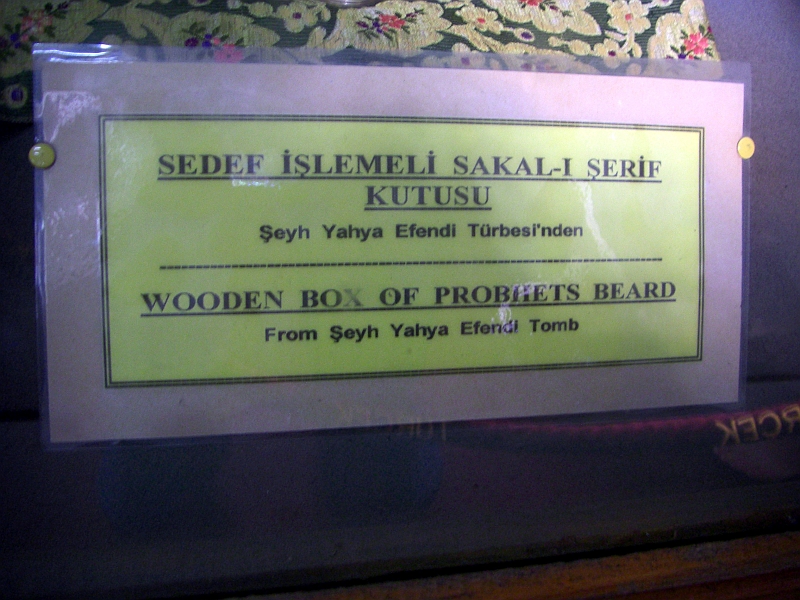 SEDEF İŞLEMELİ SAKAL-I ŞERİF
KUTUSU
Şeyh Yahya Efendi Türbesi'nden
WOODEN BOX OF PROBHETS BEARD
From Şeyh Yahya Efendi Tomb